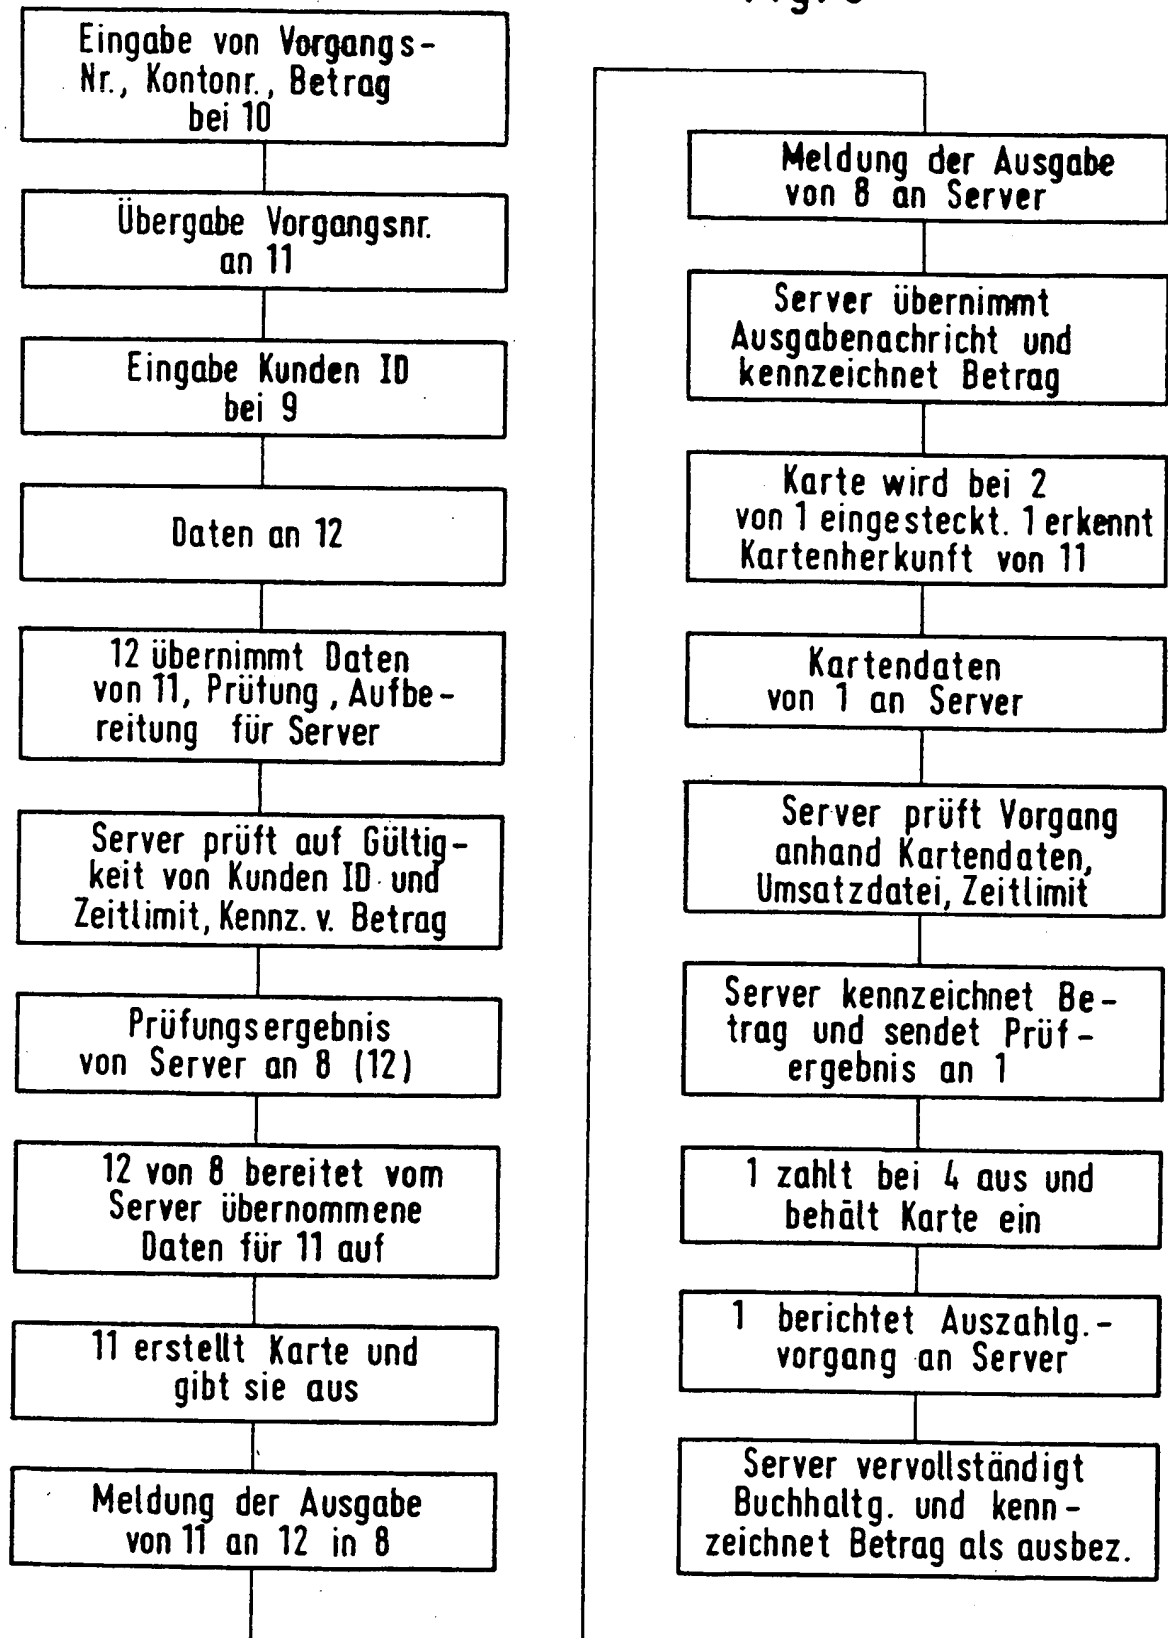 Eingabe von Vorgangs-
Nr., Kontonr., Betrag
bei 10
Übergabe Vorgangsnr.
an 11
Eingabe Kunden ID
bei 9
Daten an 12
12 übernimmt Daten
von 11, Prüfung, Aufbe-
reitung für Server
Server prüft auf Gültig-
keit von Kunden ID und
Zeitlimit, Kennz. v. Betrag
Prüfungsergebnis
von Server an 8 (12)
12 von 8 bereitet vom
Server übernommene
Daten für 11 auf
11 erstellt Karte und
gibt sie aus
Meldung der Ausgabe
von 11 an 12 in 8
Meldung der Ausgabe
von 8 an Server
Server übernimmt
Ausgabenachricht und
kennzeichnet Betrag
Karte wird bei 2
von 1 eingesteckt. 1 erkennt
Kartenherkunft von 11
Kartendaten
von 1 an Server
Server prüft Vorgang
anhand Kartendaten,
Umsatzdatei, Zeitlimit
Server kennzeichnet Be-
trag und sendet Prüf-
ergebnis an 1
1 zahlt bei 4 aus und
behält Karte ein
1 berichtet Auszahlg.-
vorgang an Server
Server vervollständigt
Buchhaltg. und kenn-
zeichnet Betrag als ausbez.